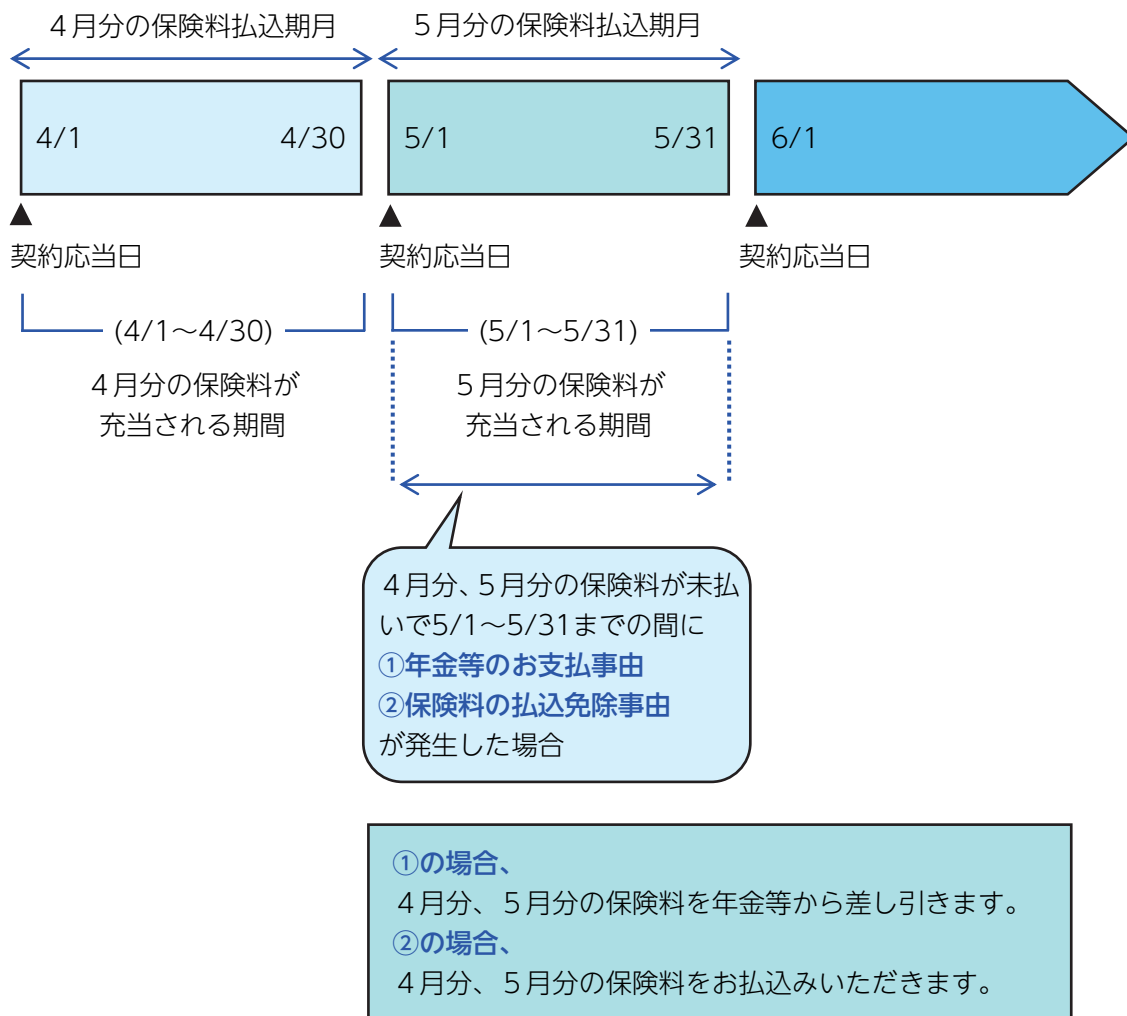 ４月分の保険料払込期月
５月分の保険料払込期月
4/1
4/30
5/1
5/31
6/1
▲
▲
▲
契約応当日
契約応当日
契約応当日
(4/1～4/30)
(5/1～5/31)
４月分の保険料が
充当される期間
５月分の保険料が
充当される期間
４月分、５月分の保険料が未払
いで5/1～5/31までの間に
①年金等のお支払事由
②保険料の払込免除事由
が発生した場合
①の場合、
４月分、５月分の保険料を年金等から差し引きます。
②の場合、
４月分、５月分の保険料をお払込みいただきます。